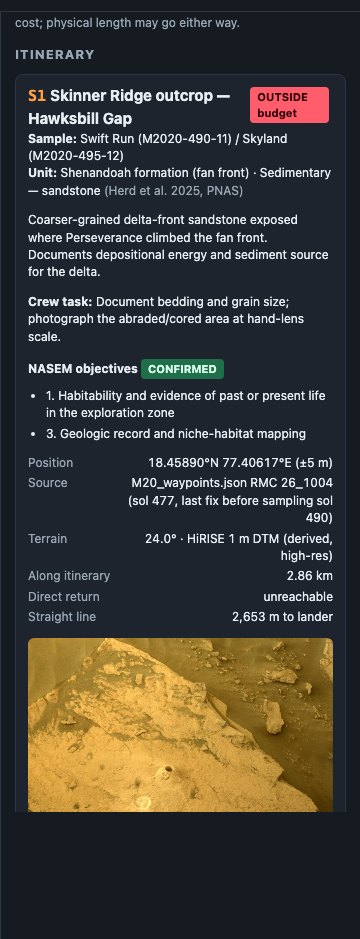 cost; physical length may go either way.
ITINERARY
S1 Skinner Ridge outcrop —
Hawksbill Gap
OUTSIDE
budget
Sample: Swift Run (M2020-490-11) / Skyland
(M2020-495-12)
Unit: Shenandoah formation (fan front) · Sedimentary
— sandstone (Herd et al. 2025, PNAS)
Coarser-grained delta-front sandstone exposed
where Perseverance climbed the fan front.
Documents depositional energy and sediment source
for the delta.
Crew task: Document bedding and grain size;
photograph the abraded/cored area at hand-lens
scale.
NASEM objectives CONFIRMED
• 1. Habitability and evidence of past or present life
in the exploration zone
• 3. Geologic record and niche-habitat mapping
Position 18.45890°N 77.40617°E (±5 m)
Source M20_waypoints.json RMC 26_1004
(sol 477, last fix before sampling sol
490)
Terrain 24.0° · HiRISE 1 m DTM (derived,
high-res)
Along itinerary 2.86 km
Direct return unreachable
Straight line 2,653 m to lander